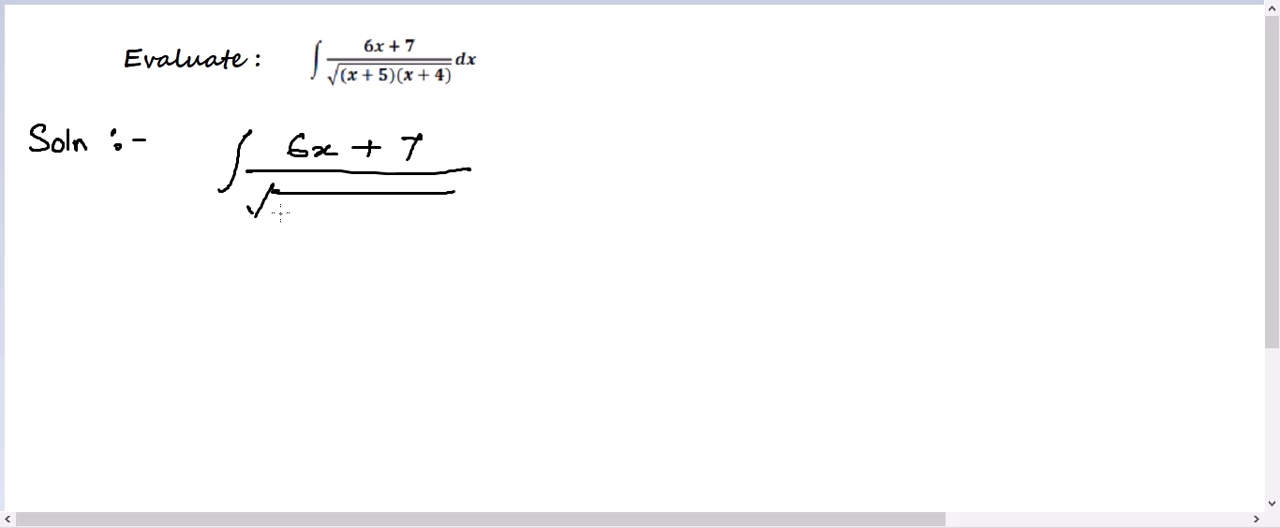 Evaluate : ∫ 6x + 7 / √(x + 5)(x + 4) dx
Soln :- ∫ 6x + 7 / √